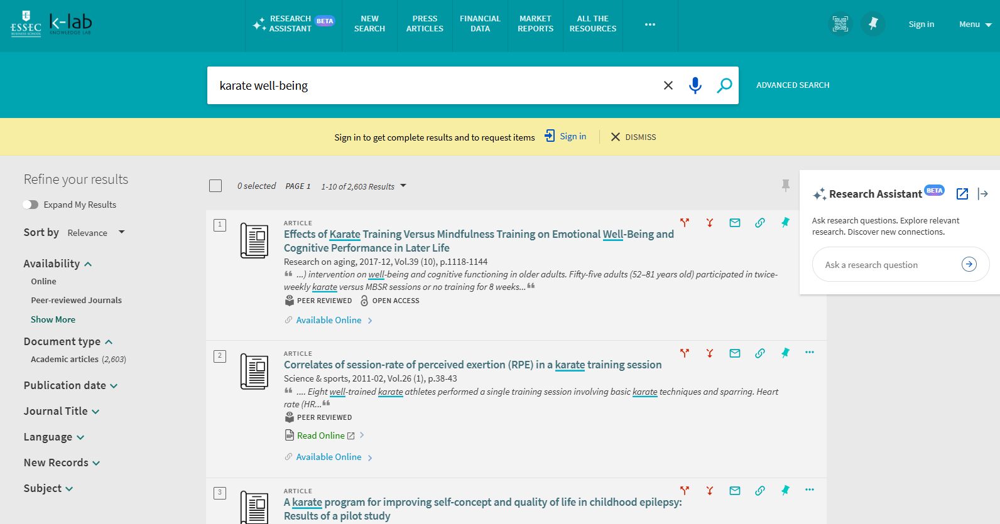 ESSEC
BUSINESS SCHOOL
k-lab
KNOWLEDGE LAB
RESEARCH
ASSISTANT
BETA
NEW
SEARCH
PRESS
ARTICLES
FINANCIAL
DATA
MARKET
REPORTS
ALL THE
RESOURCES
Sign in
Menu
karate well-being
ADVANCED SEARCH
Sign in to get complete results and to request items
Sign in
DISMISS
Refine your results
Expand My Results
Sort by Relevance
Availability
Online
Peer-reviewed Journals
Show More
Document type
Academic articles (2,603)
Publication date
Journal Title
Language
New Records
Subject
0 selected PAGE 1 1-10 of 2,603 Results
1
ARTICLE
Effects of Karate Training Versus Mindfulness Training on Emotional Well-Being and
Cognitive Performance in Later Life
Research on aging, 2017-12, Vol.39 (10), p.1118-1144
“ ...) intervention on well-being and cognitive functioning in older adults. Fifty-five adults (52–81 years old) participated in twice-
weekly karate versus MBSR sessions or no training for 8 weeks...“
PEER REVIEWED OPEN ACCESS
Available Online
2
ARTICLE
Correlates of session-rate of perceived exertion (RPE) in a karate training session
Science & sports, 2011-02, Vol.26 (1), p.38-43
“ .... Eight well-trained karate athletes performed a single training session involving basic karate techniques and sparring. Heart
rate (HR...“
PEER REVIEWED
Read Online
Available Online
3
ARTICLE
A karate program for improving self-concept and quality of life in childhood epilepsy:
Results of a pilot study
Research Assistant BETA
Ask research questions. Explore relevant
research. Discover new connections.
Ask a research question